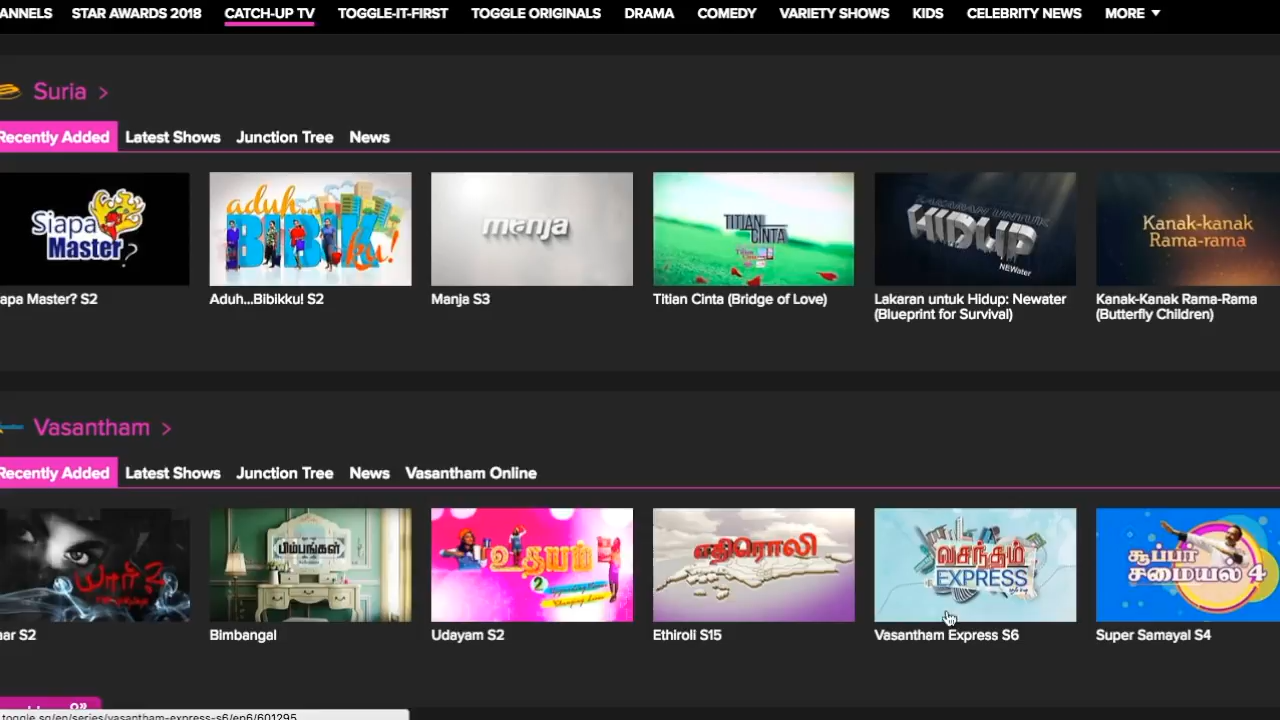 ANNELS STAR AWARDS 2018 CATCH-UP TV TOGGLE-IT-FIRST TOGGLE ORIGINALS DRAMA COMEDY VARIETY SHOWS KIDS CELEBRITY NEWS MORE
Suria >
Recently Added Latest Shows Junction Tree News
Siapa Master?
aduh... BIBIK ku!
manja
TITIAN CINTA
HIDUP NEWater
Kanak-kanak Rama-rama
apa Master? S2
Aduh...Bibikku! S2
Manja S3
Titian Cinta (Bridge of Love)
Lakaran untuk Hidup: Newater
(Blueprint for Survival)
Kanak-Kanak Rama-Rama
(Butterfly Children)
Vasantham >
Recently Added Latest Shows Junction Tree News Vasantham Online
யார்?
பிம்பங்கள்
உதயம் 2
எதிரொலி
வசந்தம் EXPRESS
சூப்பர் சமையல் 4
aar S2
Bimbangal
Udayam S2
Ethiroli S15
Vasantham Express S6
Super Samayal S4
toggle.sg/en/series/vasantham-express-s6/ep6/601295